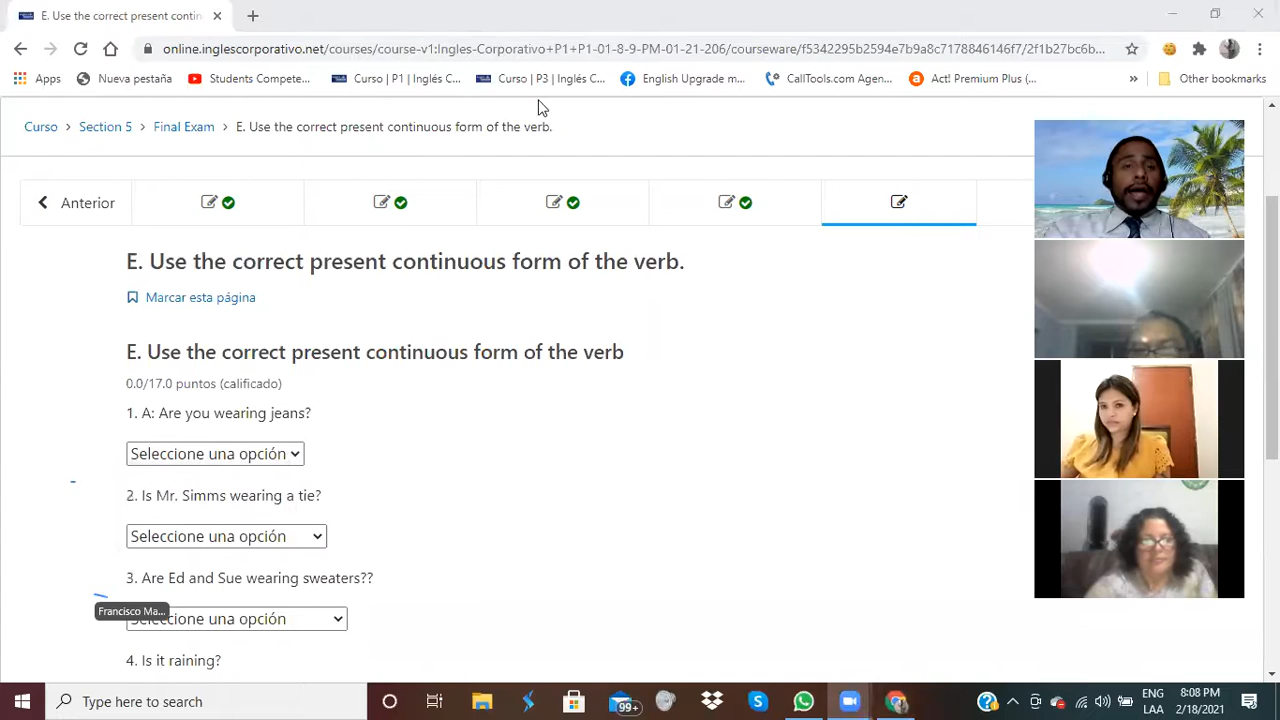 E. Use the correct present contin
online.inglescorporativo.net/courses/course-v1:Ingles-Corporativo+P1+P1-01-8-9-PM-01-21-206/courseware/f5342295b2594e7b9a8c7178846146f7/2f1b27bc6b...
Apps Nueva pestaña Students Compete... Curso | P1 | Inglés C... Curso | P3 | Inglés C... English Upgrade m... CallTools.com Agen... Act! Premium Plus (... » Other bookmarks
Curso > Section 5 > Final Exam > E. Use the correct present continuous form of the verb.
Anterior
E. Use the correct present continuous form of the verb.
Marcar esta página
E. Use the correct present continuous form of the verb
0.0/17.0 puntos (calificado)
1. A: Are you wearing jeans?
Seleccione una opción
2. Is Mr. Simms wearing a tie?
Seleccione una opción
3. Are Ed and Sue wearing sweaters??
Francisco Ma...
Seleccione una opción
4. Is it raining?
Type here to search
99+
ENG
LAA
8:08 PM
2/18/2021